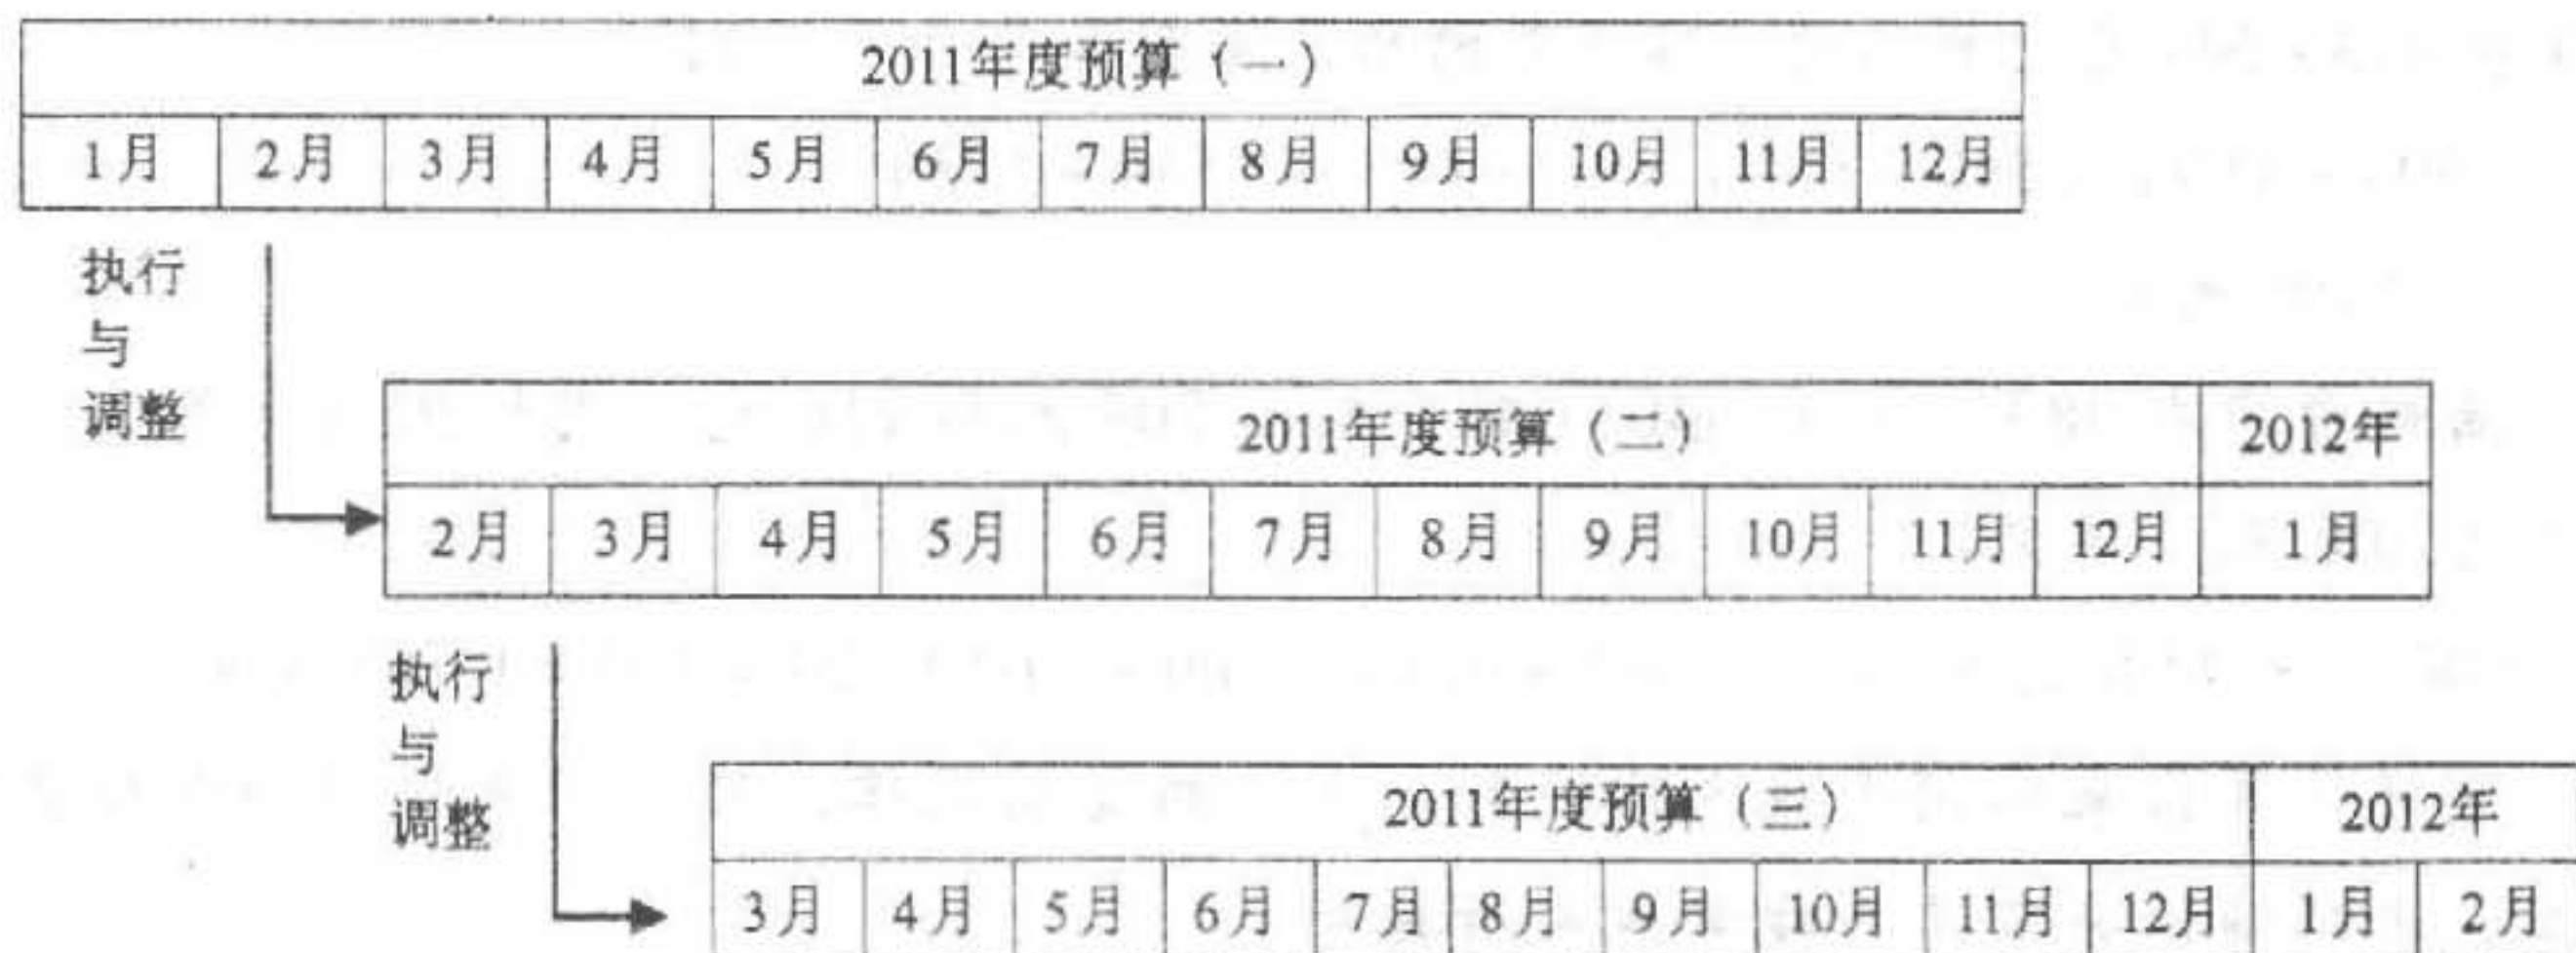 2011年度预算（一）
1月 2月 3月 4月 5月 6月 7月 8月 9月 10月 11月 12月
执行
与
调整
2011年度预算（二） 2012年
2月 3月 4月 5月 6月 7月 8月 9月 10月 11月 12月 1月
执行
与
调整
2011年度预算（三） 2012年
3月 4月 5月 6月 7月 8月 9月 10月 11月 12月 1月 2月